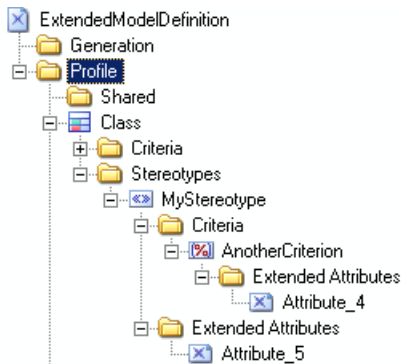 ExtendedModelDefinition
Generation
Profile
Shared
Class
Criteria
Stereotypes
MyStereotype
Criteria
AnotherCriterion
Extended Attributes
Attribute_4
Extended Attributes
Attribute_5